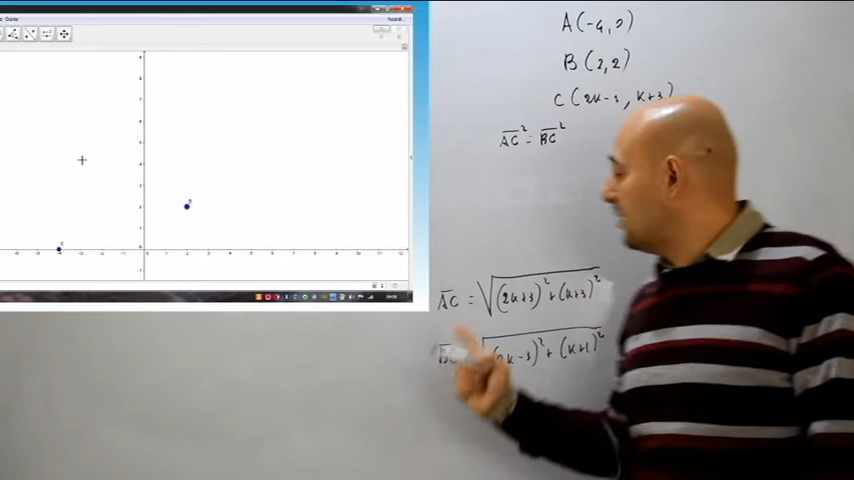 Guida
A(-4,0)
B(2,2)
C(2k-1, k+3)
AC² = BC²
AC = √(2k+3)² + (k+3)²
BC √(2k-3)² + (k+1)²